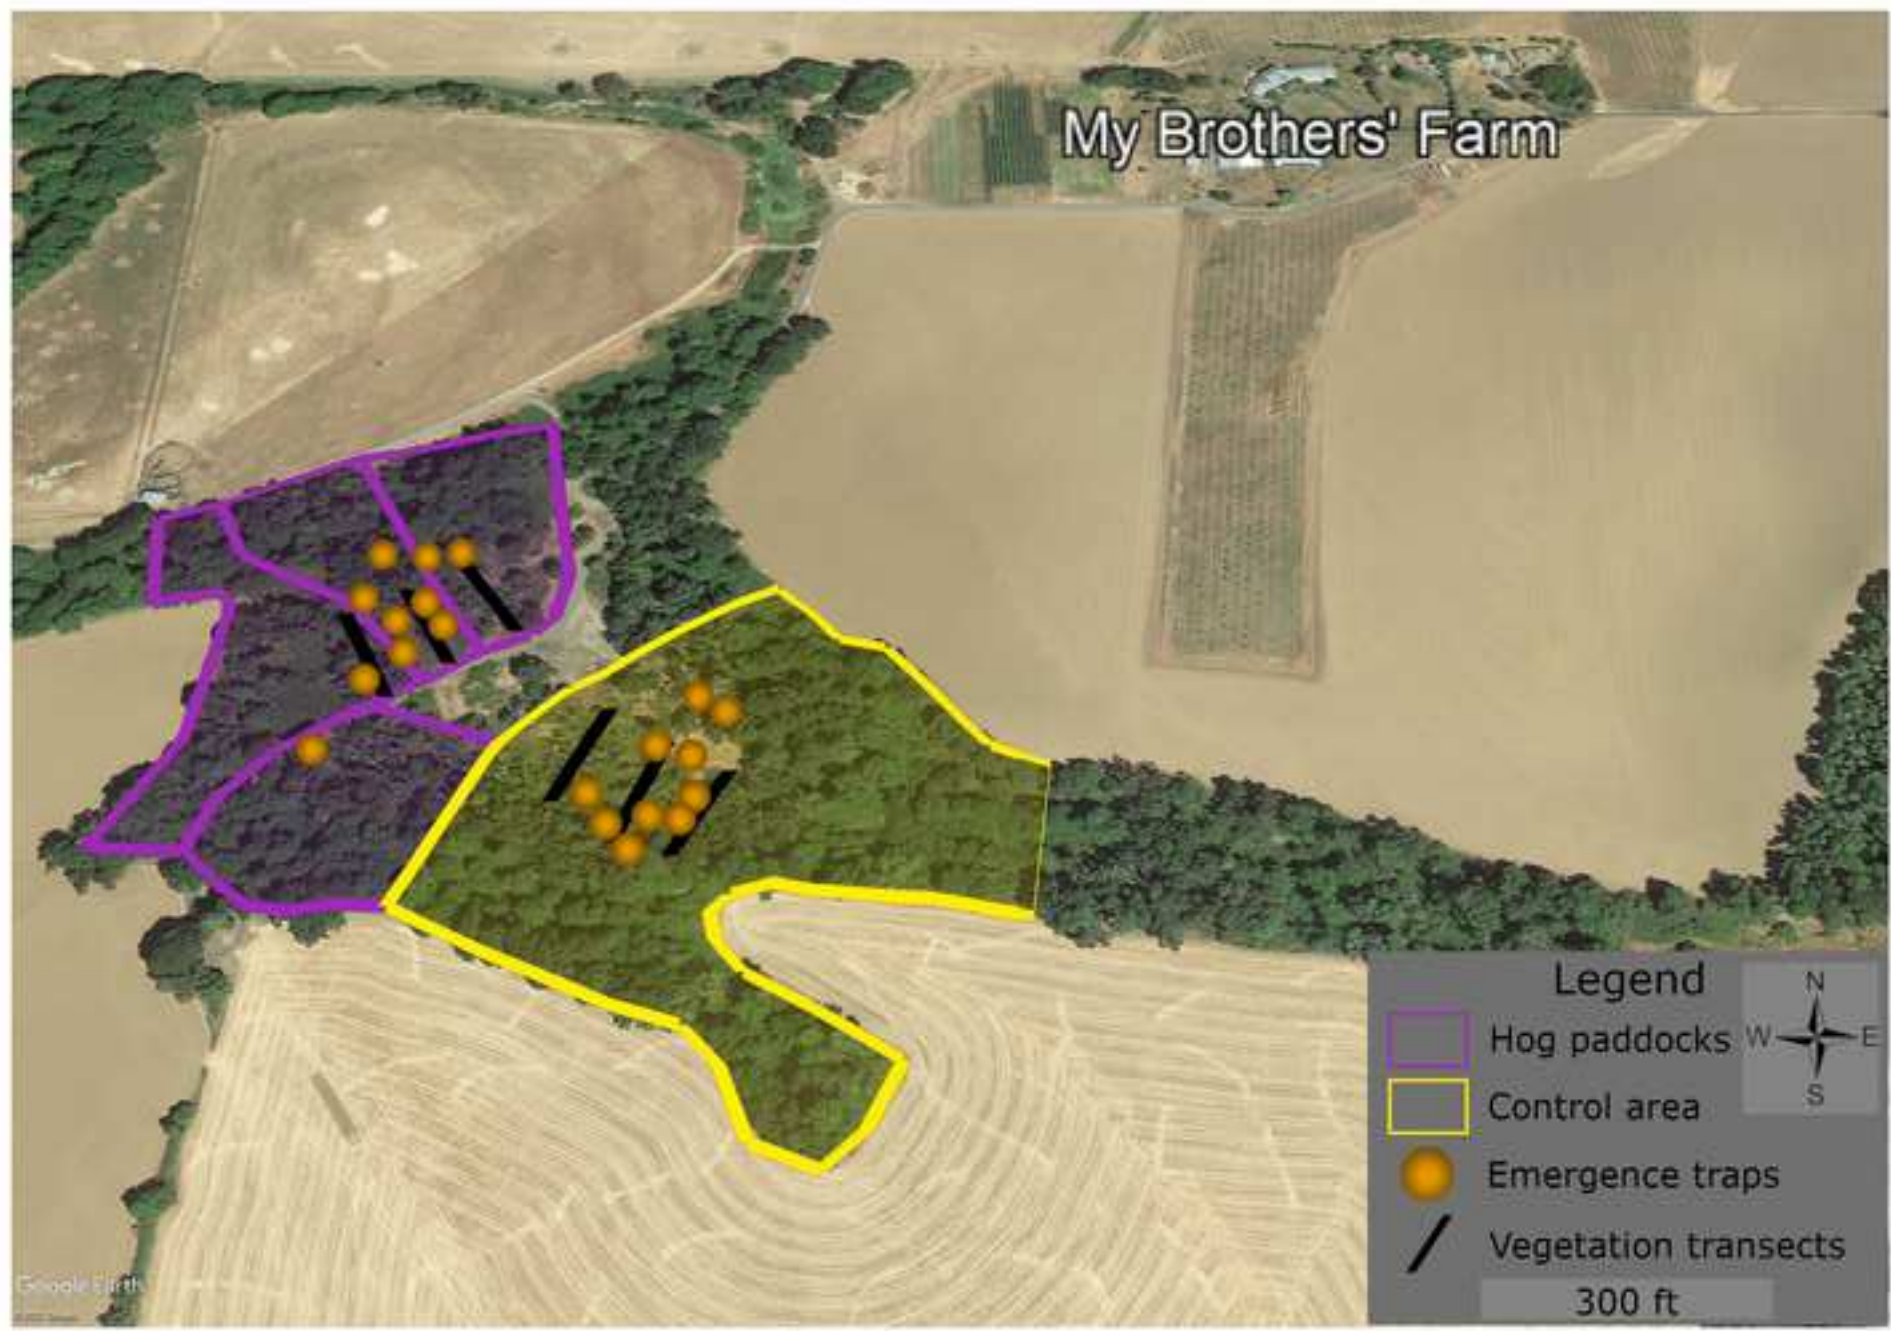 My Brothers' Farm
Legend
N
Hog paddocks
W
E
Control area
S
Emergence traps
Vegetation transects
Google Earth
300 ft